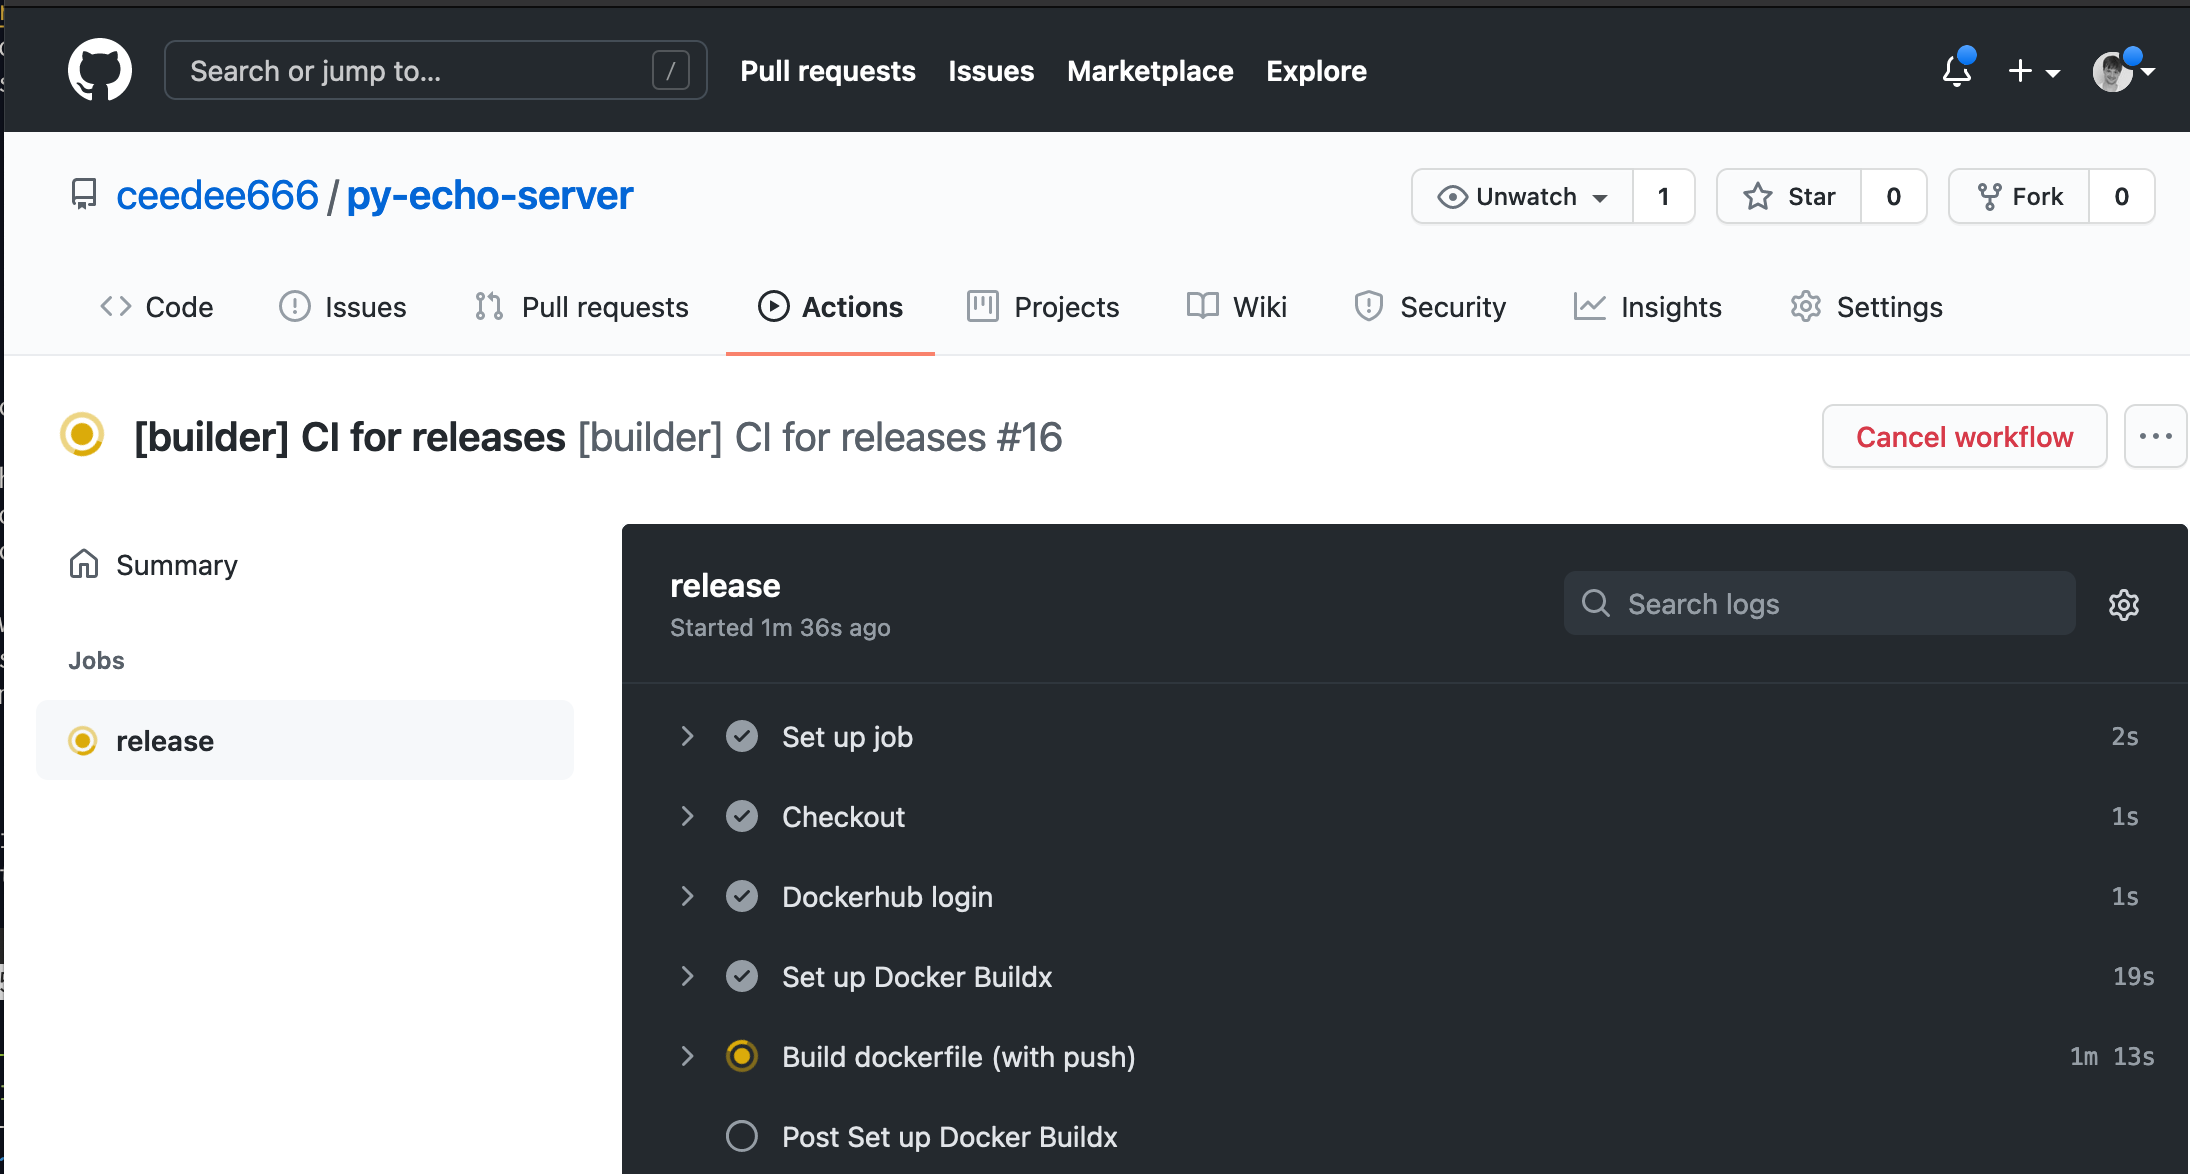 Search or jump to... / Pull requests Issues Marketplace Explore
ceedee666 / py-echo-server Unwatch 1 Star 0 Fork 0
Code Issues Pull requests Actions Projects Wiki Security Insights Settings
[builder] CI for releases [builder] CI for releases #16 Cancel workflow ...
Summary
Jobs
release
release
Started 1m 36s ago
Search logs
Set up job 2s
Checkout 1s
Dockerhub login 1s
Set up Docker Buildx 19s
Build dockerfile (with push) 1m 13s
Post Set up Docker Buildx